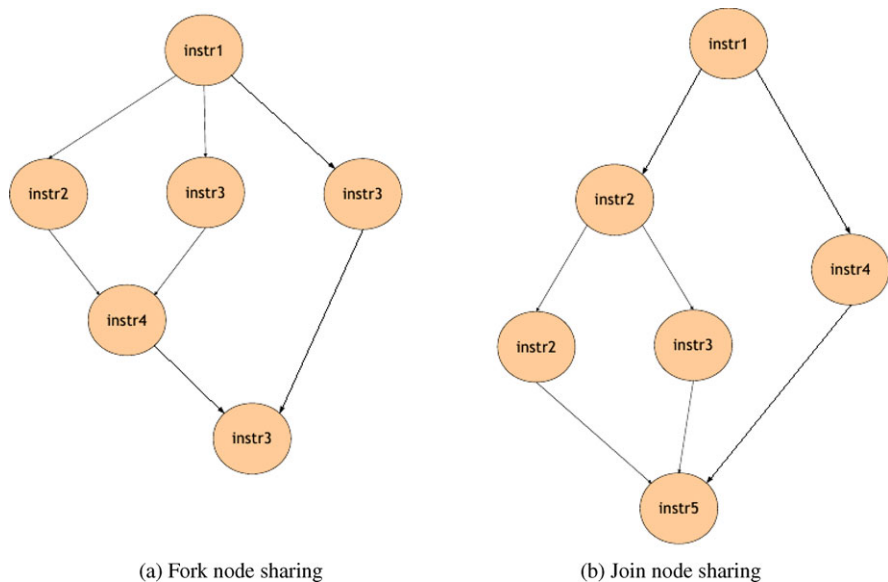 instr1
instr2
instr3
instr3
instr4
instr3
(a) Fork node sharing
instr1
instr2
instr4
instr2
instr3
instr5
(b) Join node sharing